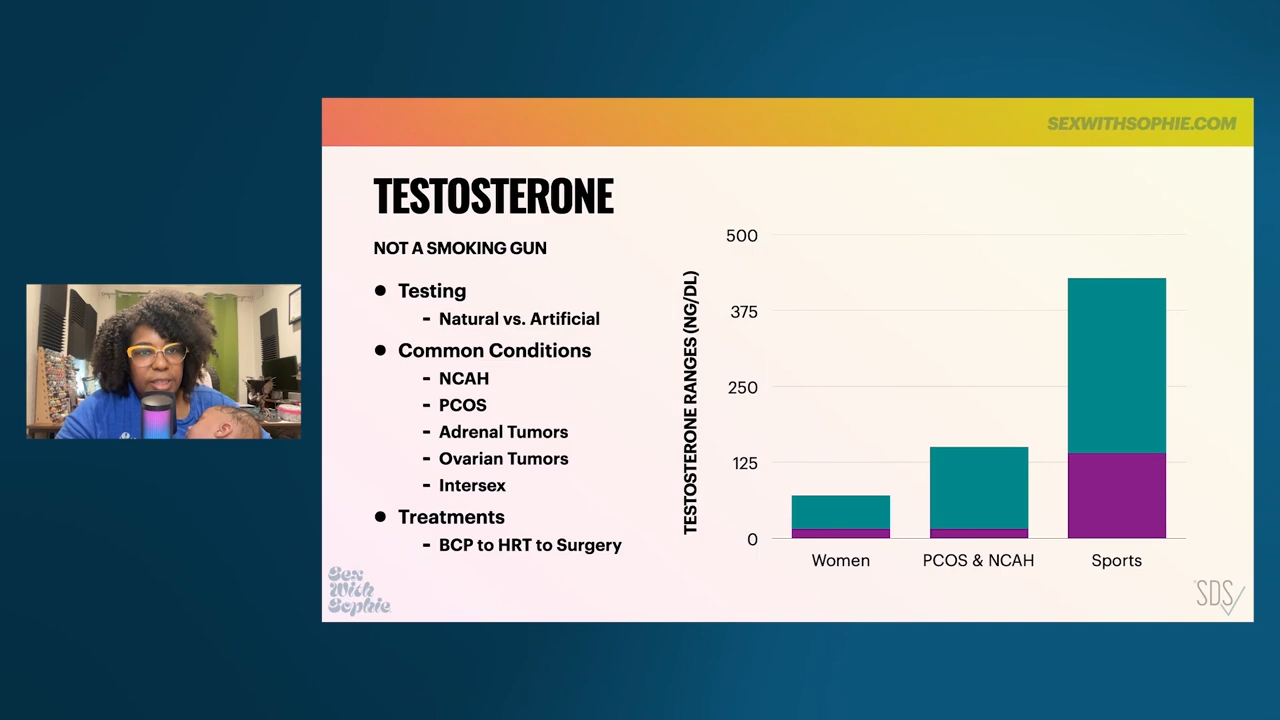 SEXWITHSOPHIE.COM
TESTOSTERONE
NOT A SMOKING GUN
Testing
- Natural vs. Artificial
Common Conditions
- NCAH
- PCOS
- Adrenal Tumors
- Ovarian Tumors
- Intersex
Treatments
- BCP to HRT to Surgery
TESTOSTERONE RANGES (NG/DL)
500
375
250
125
0
Women
PCOS & NCAH
Sports
Sex
With
Sophie
SDS